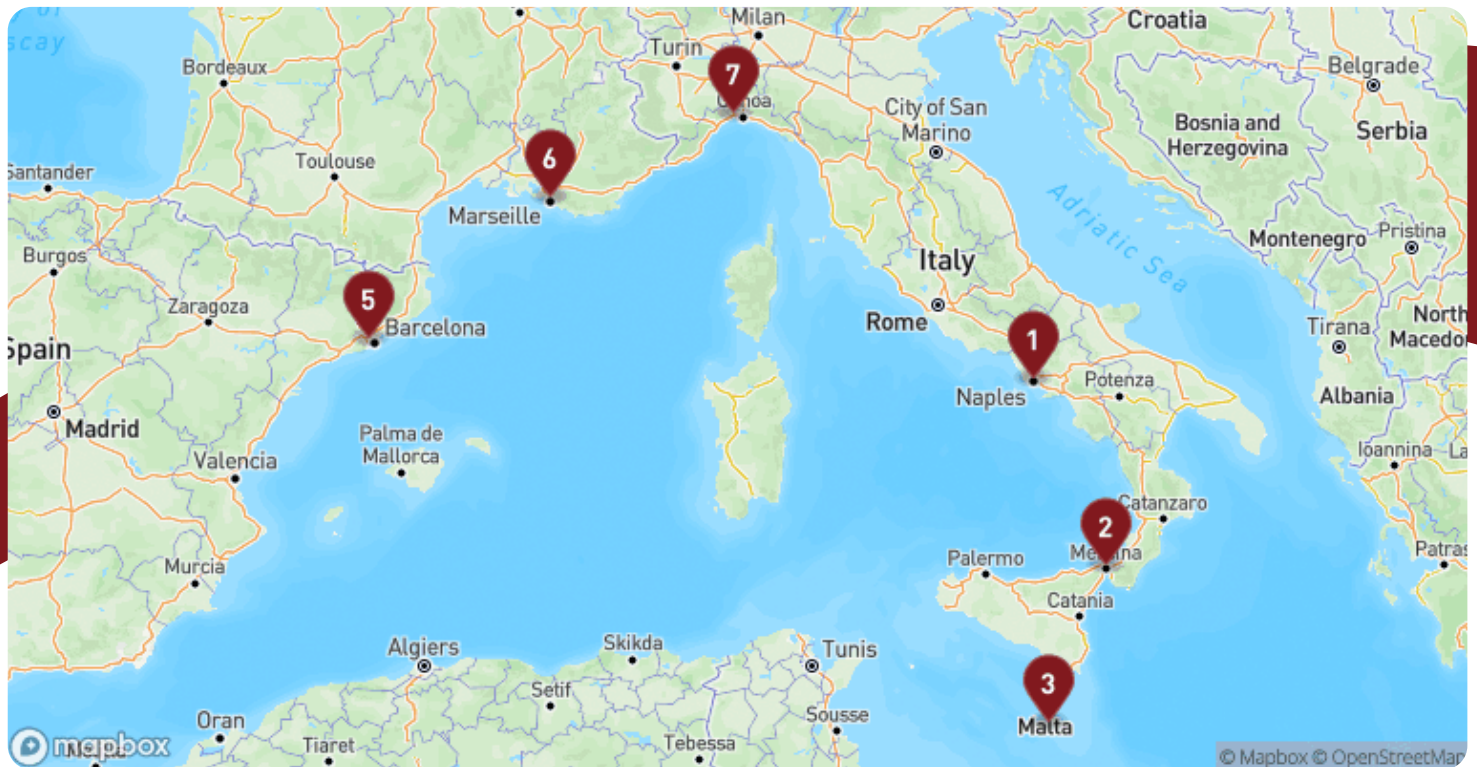 y of
scay
Milan
Croatia
Turin
Bordeaux
7
Belgrade
City of San
Marino
Bosnia and
Herzegovina
Serbia
6
Toulouse
Santander
Marseille
Adriatic Sea
Montenegro
Pristina
Burgos
Italy
5
Zaragoza
Barcelona
Rome
1
Tirana
North
Macedo
Spain
Naples
Potenza
Albania
Madrid
Palma de
Mallorca
Valencia
Ioannina
La
2
Catanzaro
Palermo
Patras
Murcia
Catania
Algiers
Skikda
Tunis
3
Setif
Malta
Oran
Sousse
Tiaret
Tebessa
mapbox
© Mapbox © OpenStreetMap